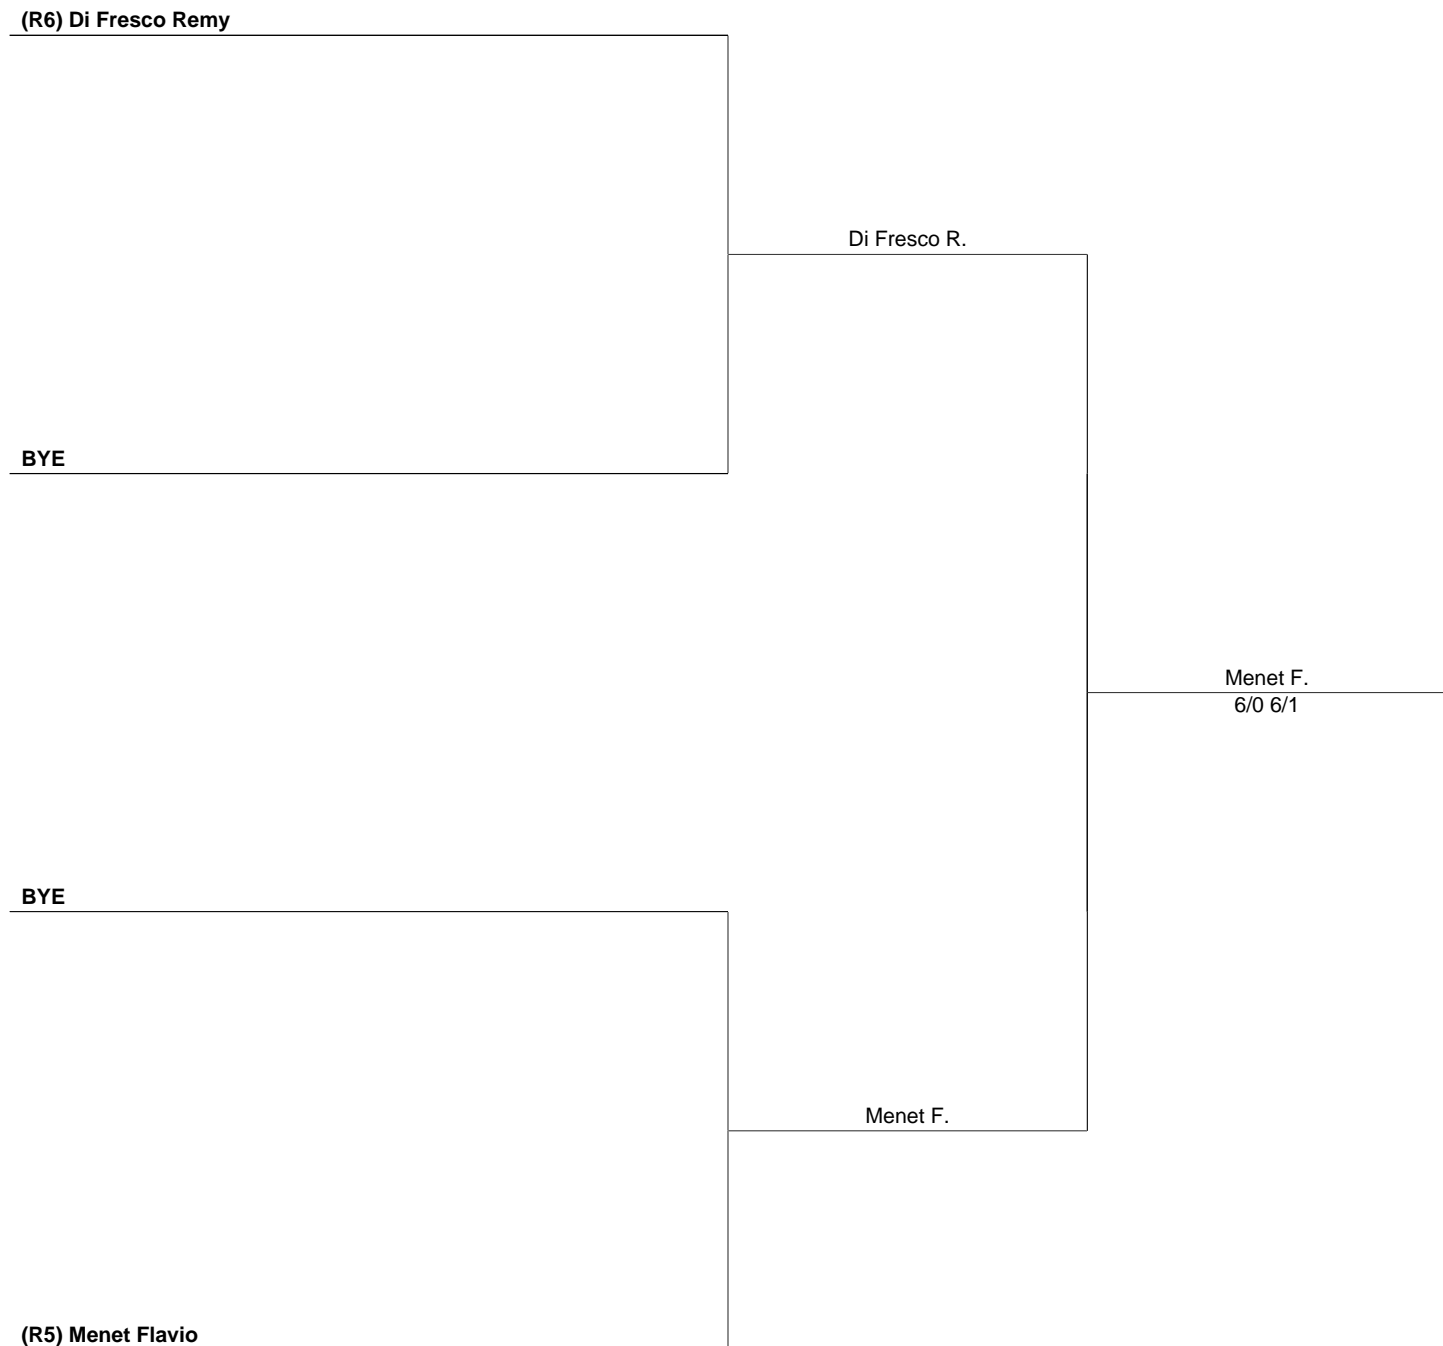 (R6) Di Fresco Remy
Di Fresco R.
BYE
Menet F.
6/0 6/1
BYE
Menet F.
(R5) Menet Flavio